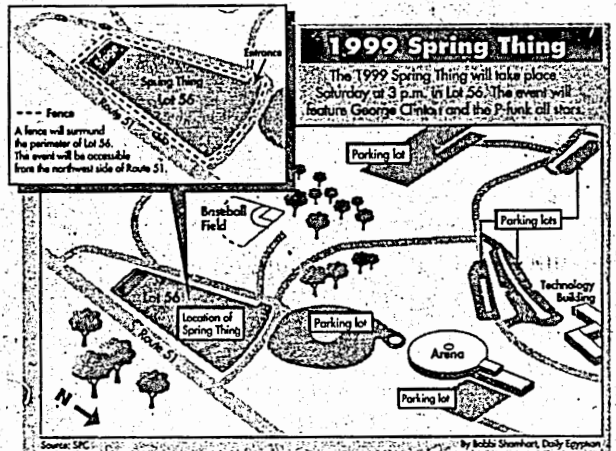 1999 Spring Thing
The 1999 Spring Thing will take place
Saturday at 3 p.m. in Lot 56. The event will
feature George Clinton and the P-funk all stars.
Stage
Entrance
Spring Thing
Lot 56
Fence
Route 51
A fence will surround
the perimeter of Lot 56.
This event will be accessible
from the northwest side of Route 51.
Parking lot
Baseball
Field
Parking lots
Technology
Building
Lot 56
Location of
Spring Thing
Parking lot
S. Route 51
Arena
Parking lot
N
Source: SPC
By Bobbi Shamhart, Daily Egyptian